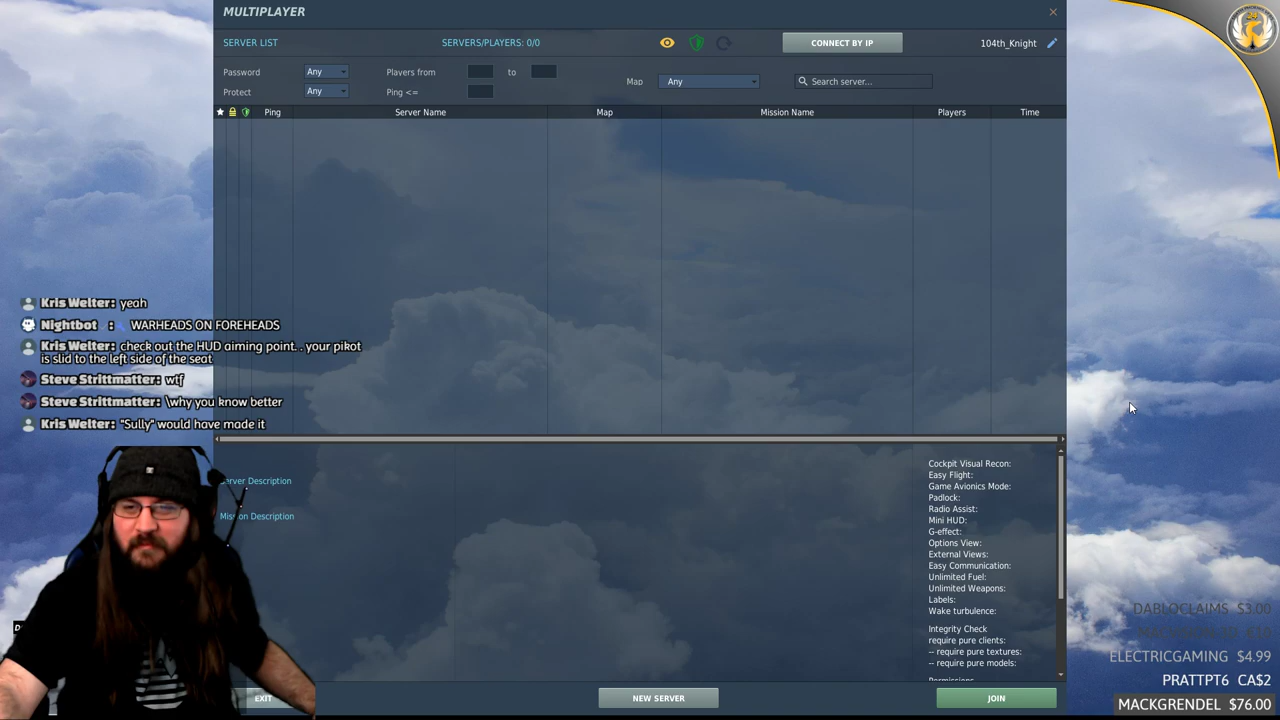 MULTIPLAYER
SERVER LIST
SERVERS/PLAYERS: 0/0
CONNECT BY IP
104th_Knight
Password
Any
Players from
to
Map
Any
Search server...
Protect
Any
Ping <=
Ping
Server Name
Map
Mission Name
Players
Time
Kris Welter: yeah
Nightbot : WARHEADS ON FOREHEADS
Kris Welter: check out the HUD aiming point. . your pikot
is slid to the left side of the seat
Steve Strittmatter: wtf
Steve Strittmatter: \why you know better
Kris Welter: "Sully" would have made it
erver Description
Mission Description
Cockpit Visual Recon:
Easy Flight:
Game Avionics Mode:
Padlock:
Radio Assist:
Mini HUD:
G-effect:
Options View:
External Views:
Easy Communication:
Unlimited Fuel:
Unlimited Weapons:
Labels:
Wake turbulence:
Integrity Check
require pure clients:
-- require pure textures:
-- require pure models:
DABLOCLAIMS $3.00
ELECTRICGAMING $4.99
PRATTPT6 CA$2
MACKGRENDEL $76.00
EXIT
NEW SERVER
JOIN